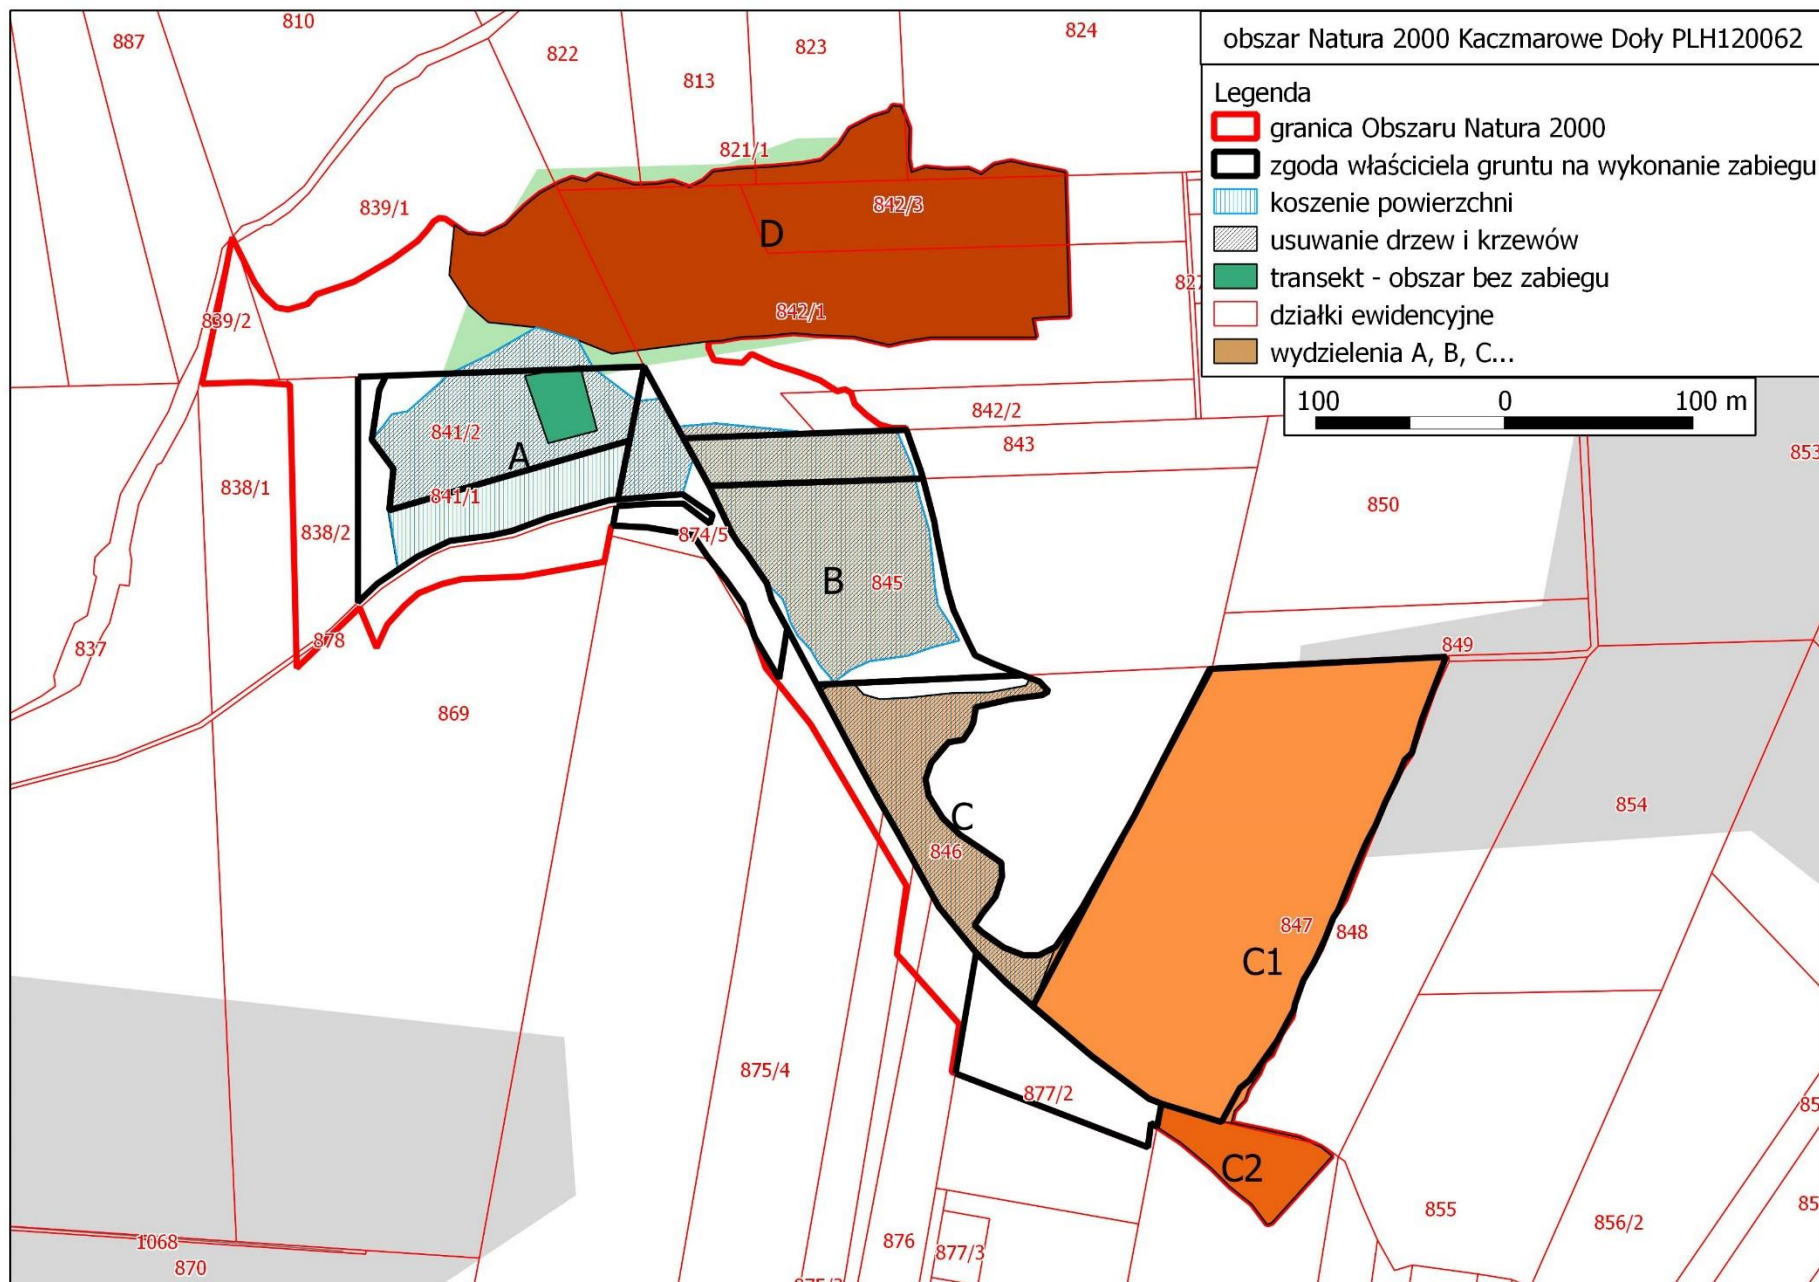 810
887
822
813
823
824
obszar Natura 2000 Kaczmarowe Doły PLH120062
Legenda
granica Obszaru Natura 2000
zgoda właściciela gruntu na wykonanie zabiegu
koszenie powierzchni
usuwanie drzew i krzewów
transekt - obszar bez zabiegu
działki ewidencyjne
wydzielenia A, B, C...
100 0 100 m
821/1
839/1
842/3
D
842/1
839/2
842/2
843
853
841/2
A
841/1
838/1
838/2
850
874/5
B
845
837
878
849
869
854
C
846
847
848
C1
875/4
877/2
C2
855
856/2
876
877/3
1068
870